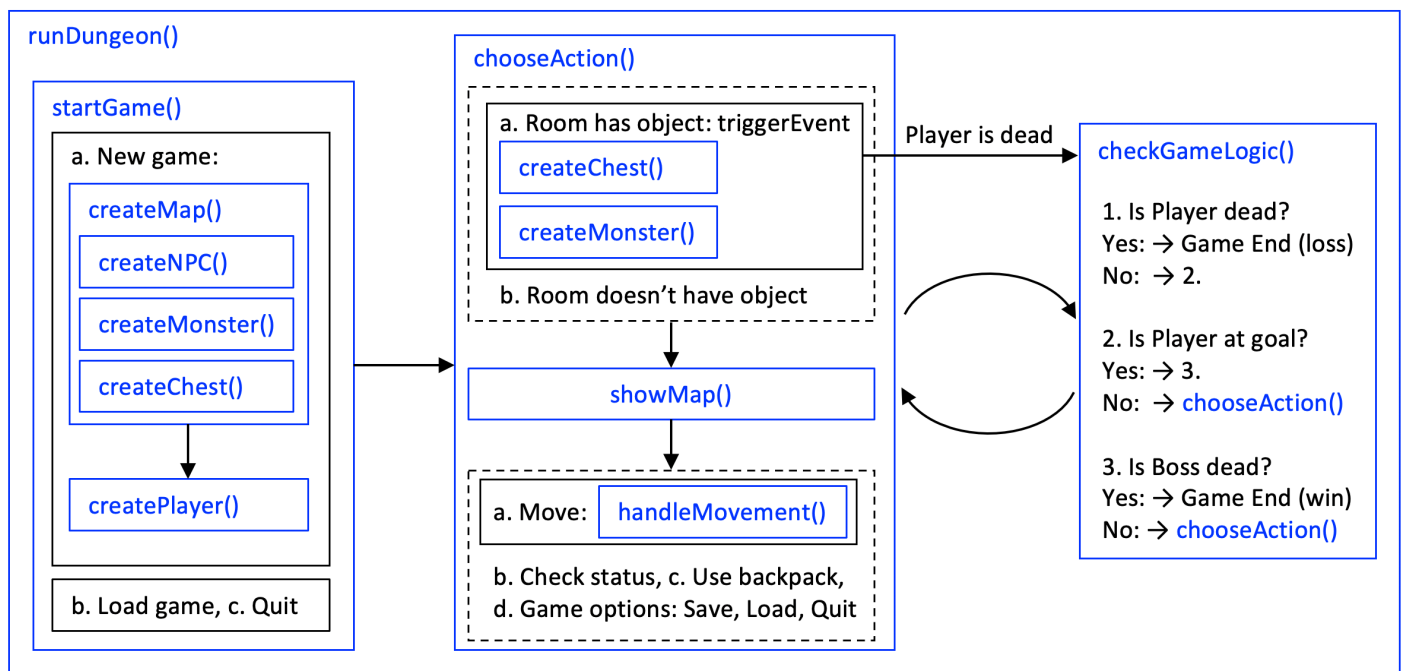 runDungeon()
startGame()
a. New game:
createMap()
createNPC()
createMonster()
createChest()
createPlayer()
b. Load game, c. Quit
chooseAction()
a. Room has object: triggerEvent
createChest()
createMonster()
b. Room doesn’t have object
showMap()
a. Move: handleMovement()
b. Check status, c. Use backpack,
d. Game options: Save, Load, Quit
Player is dead
checkGameLogic()
1. Is Player dead?
Yes: → Game End (loss)
No: → 2.
2. Is Player at goal?
Yes: → 3.
No: → chooseAction()
3. Is Boss dead?
Yes: → Game End (win)
No: → chooseAction()